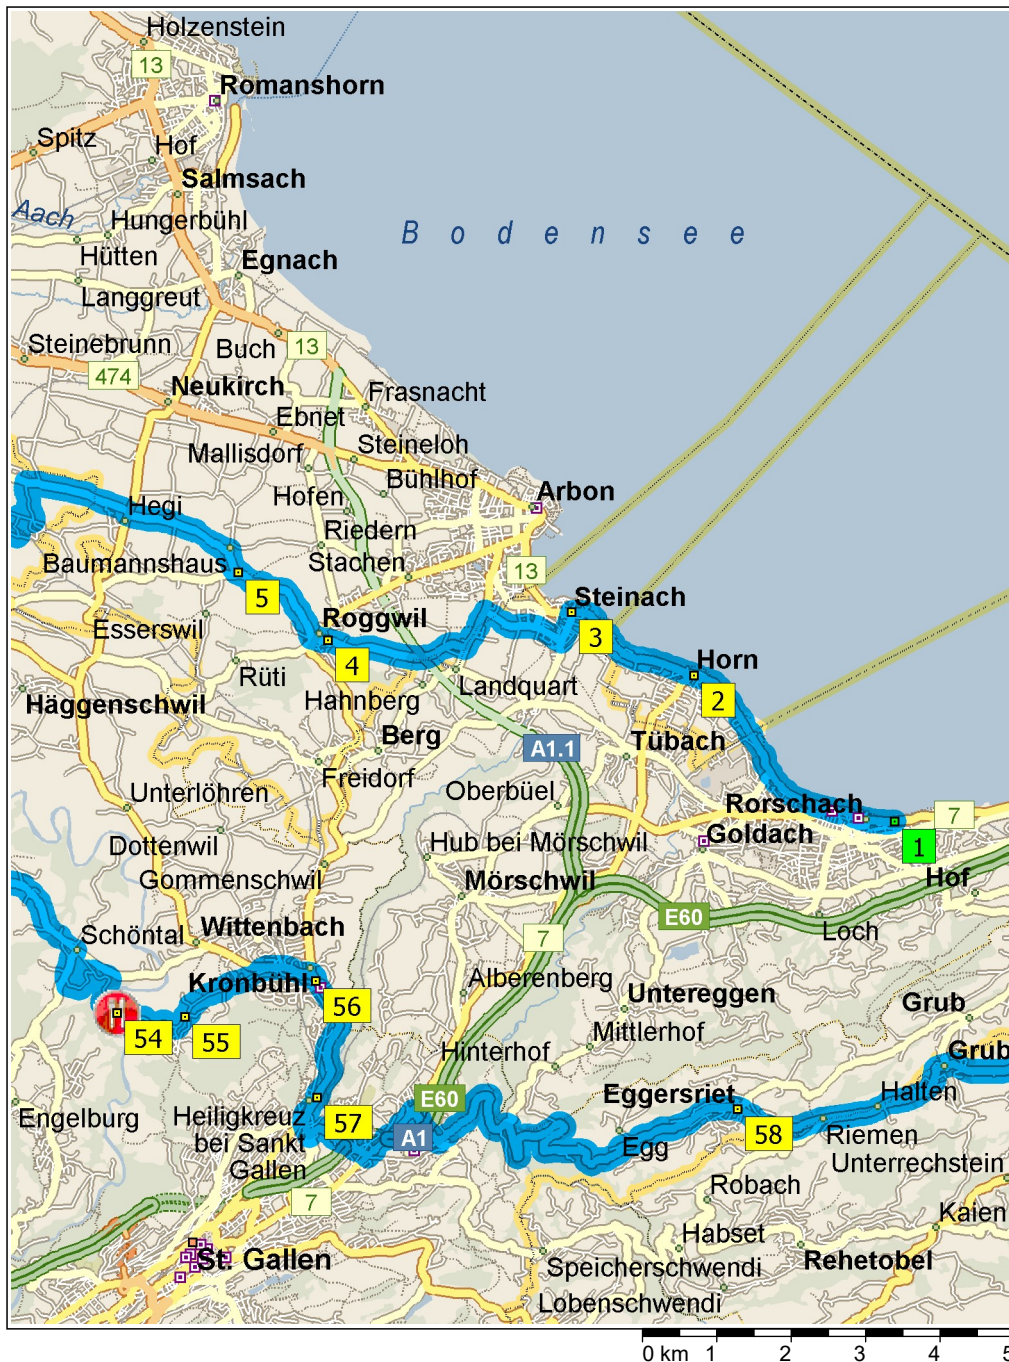 Holzenstein
13
Romanshorn
Spitz
Hof
Salmsach
Aach
Hungerbühl
B o d e n s e e
Hütten
Egnach
Langgreut
Steinebrunn
Buch
13
474
Neukirch
Frasnacht
Ebnet
Mallisdorf
Steineloh
Bühlhof
Hegi
Hofen
Arbon
Riedern
Baumannshaus
Stachen
13
5
Steinach
Esserswil
Roggwil
3
4
Horn
Rüti
Landquart
2
Häggenschwil
Hahnberg
Berg
A1.1
Tübach
Freidorf
Unterlöhren
Oberbüel
Rorschach
7
Dottenwil
Hub bei Mörschwil
Goldach
1
Gommenschwil
Mörschwil
Hof
E60
Schöntal
Wittenbach
7
Loch
Kronbühl
Alberenberg
Untereggen
54
55
56
Mittlerhof
Grub
Hinterhof
Grub
Engelburg
Heiligkreuz
bei Sankt
Gallen
57
E60
A1
Eggersriet
Halten
58
Egg
Riemen
Unterrechstein
7
Robach
Kaien
Habset
St. Gallen
Speicherschwendi
Rehetobel
Lobenschwendi
0 km 1 2 3 4 5